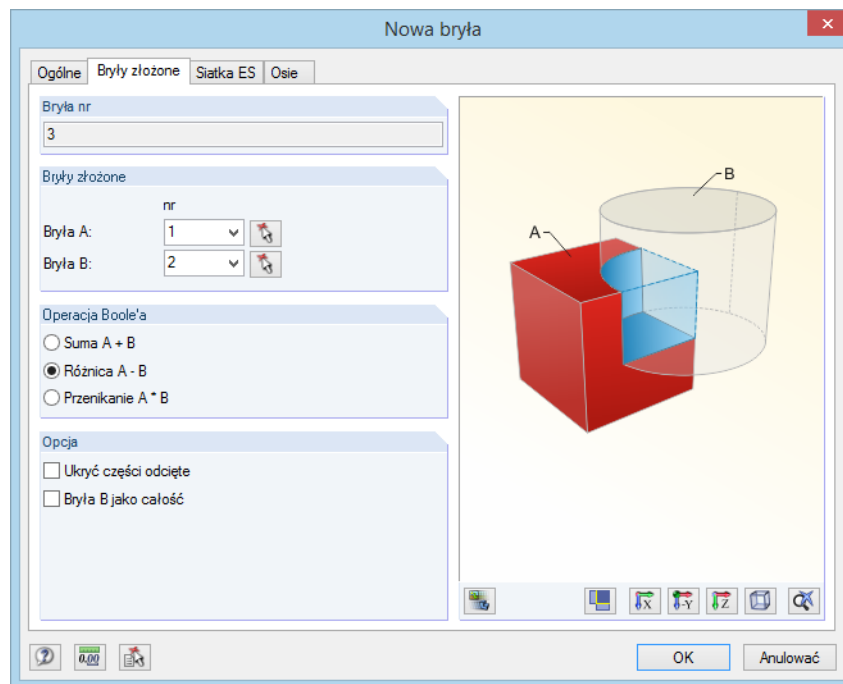 Nowa bryła
Ogólne
Bryły złożone
Siatka ES
Osie
Bryła nr
3
Bryły złożone
nr
Bryła A:
1
Bryła B:
2
Operacja Boole'a
Suma A + B
Różnica A - B
Przenikanie A * B
Opcja
Ukryć części odcięte
Bryła B jako całość
A
B
X
-Y
Z
0.00
OK
Anulować